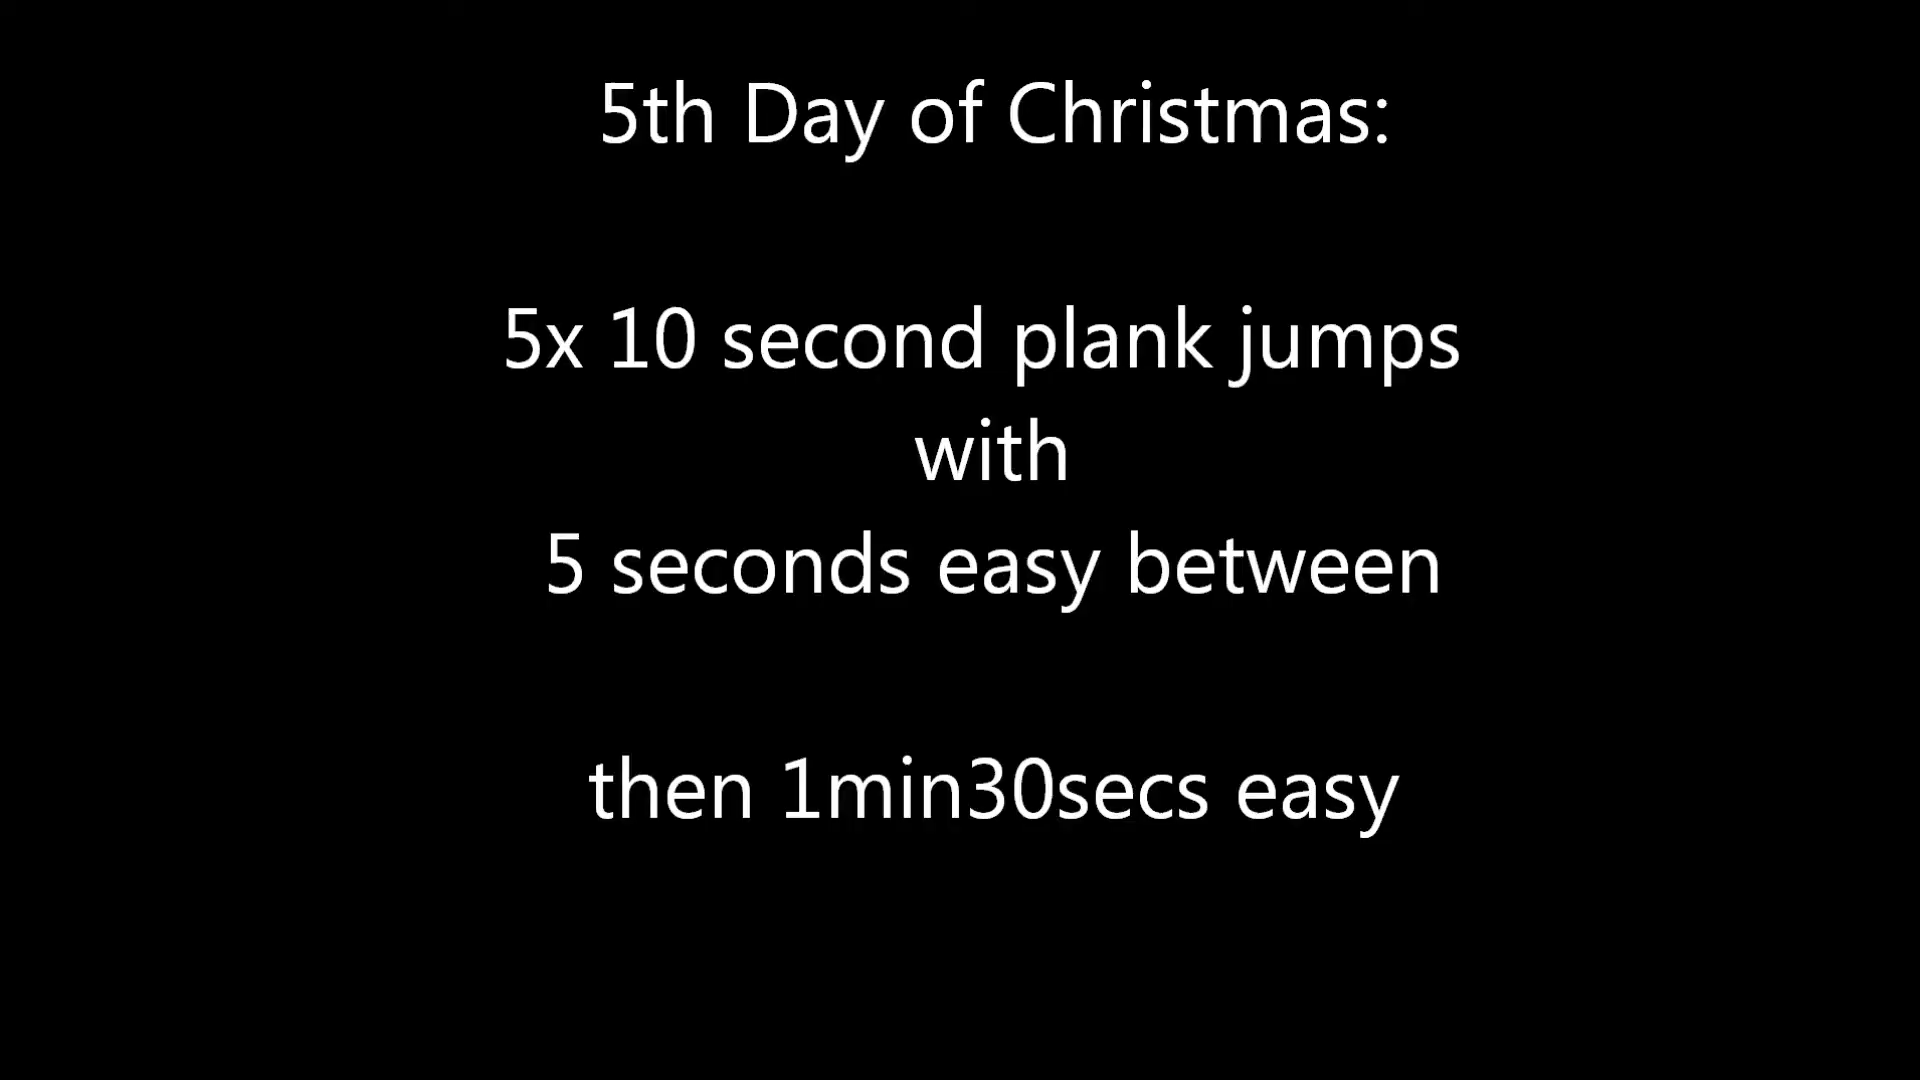 5th Day of Christmas:
5x 10 second plank jumps
with
5 seconds easy between
then 1min30secs easy